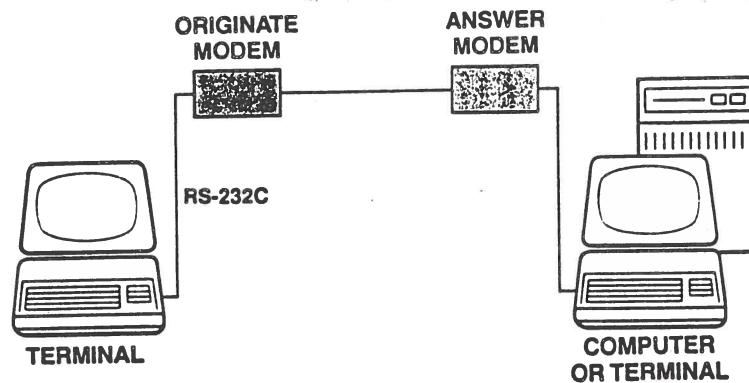 ORIGINATE
MODEM
ANSWER
MODEM
RS-232C
TERMINAL
COMPUTER
OR TERMINAL